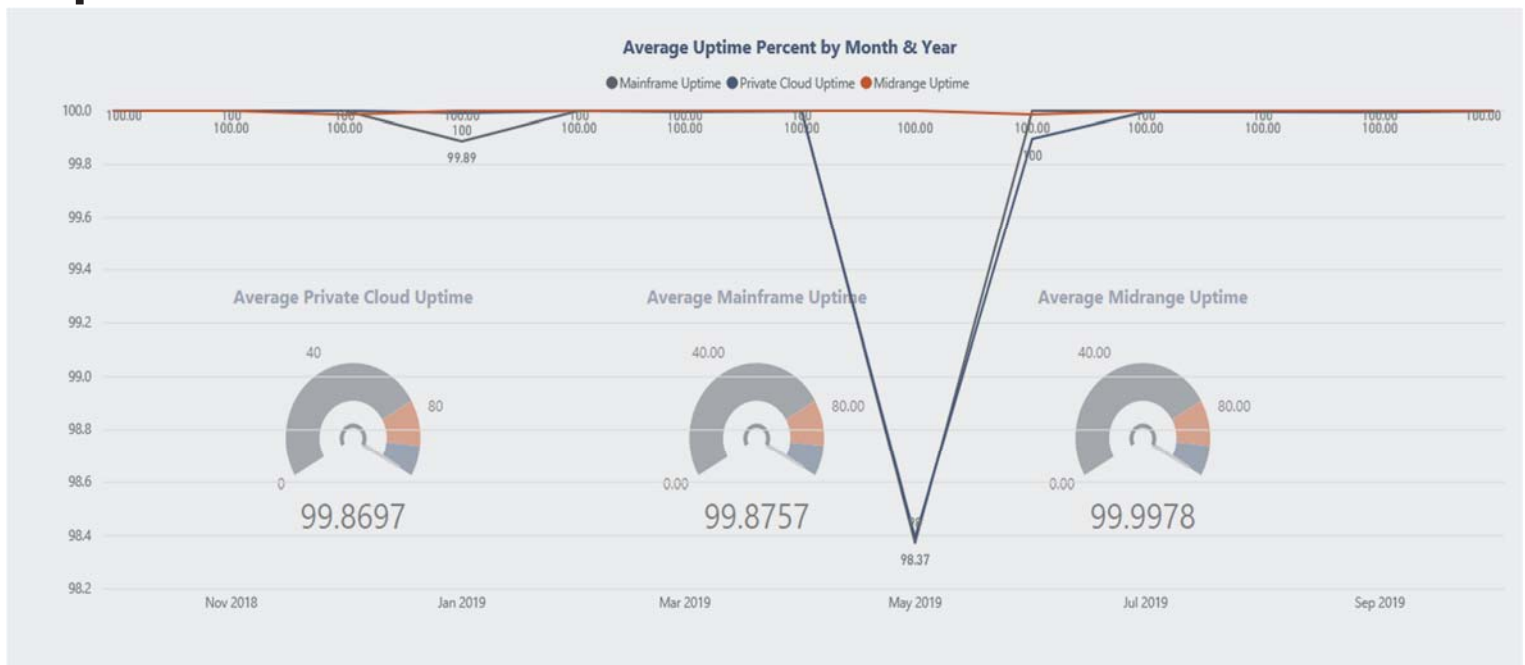 Average Uptime Percent by Month & Year
Mainframe Uptime Private Cloud Uptime Midrange Uptime
100.0
100.00 100 100 100.00 100 100.00 100 100.00 100 100 100 100.00
100.00 100.00 100 100.00 100.00 100.00 100.00 100.00 100.00 100.00 100.00
99.89
100
99.8
99.6
99.4
Average Private Cloud Uptime Average Mainframe Uptime Average Midrange Uptime
99.2
40 40.00 40.00
99.0
80 80.00 80.00
98.8
98.6
0 0.00 0.00
99.8697 99.8757 99.9978
98
98.4
98.37
98.2
Nov 2018 Jan 2019 Mar 2019 May 2019 Jul 2019 Sep 2019